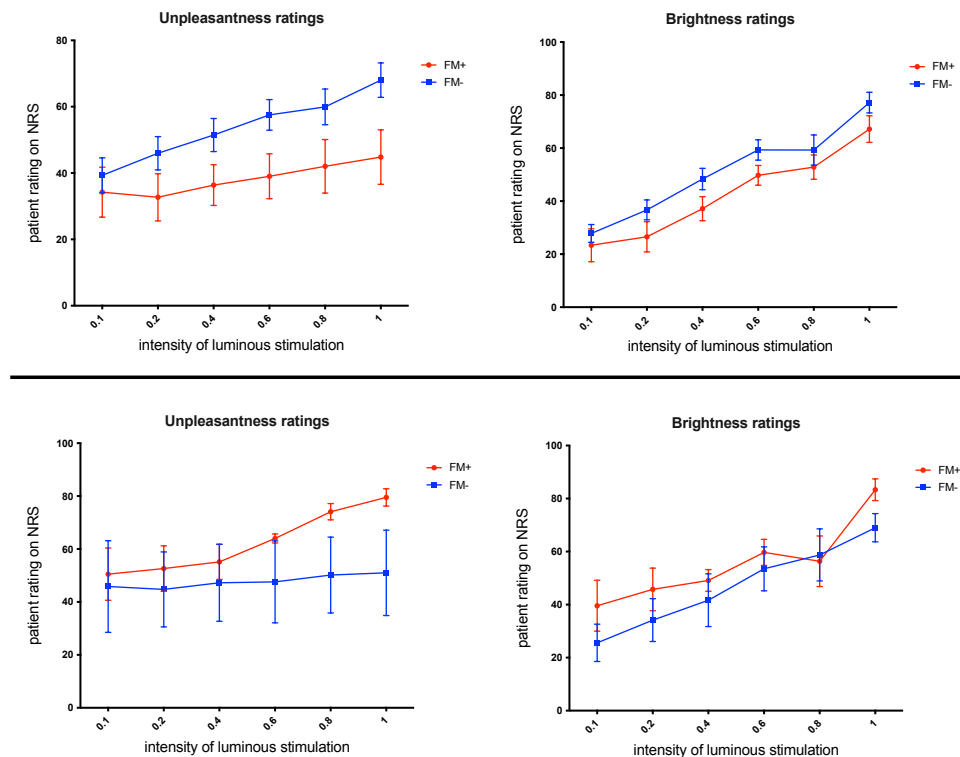 Unpleasantness ratings
80
60
40
20
0
patient rating on NRS
0.1 0.2 0.4 0.6 0.8 1
intensity of luminous stimulation
FM+
FM-
Brightness ratings
100
80
60
40
20
0
patient rating on NRS
0.1 0.2 0.4 0.6 0.8 1
intensity of luminous stimulation
FM+
FM-
Unpleasantness ratings
100
80
60
40
20
0
patient rating on NRS
0.1 0.2 0.4 0.6 0.8 1
intensity of luminous stimulation
FM+
FM-
Brightness ratings
100
80
60
40
20
0
patient rating on NRS
0.1 0.2 0.4 0.6 0.8 1
intensity of luminous stimulation
FM+
FM-